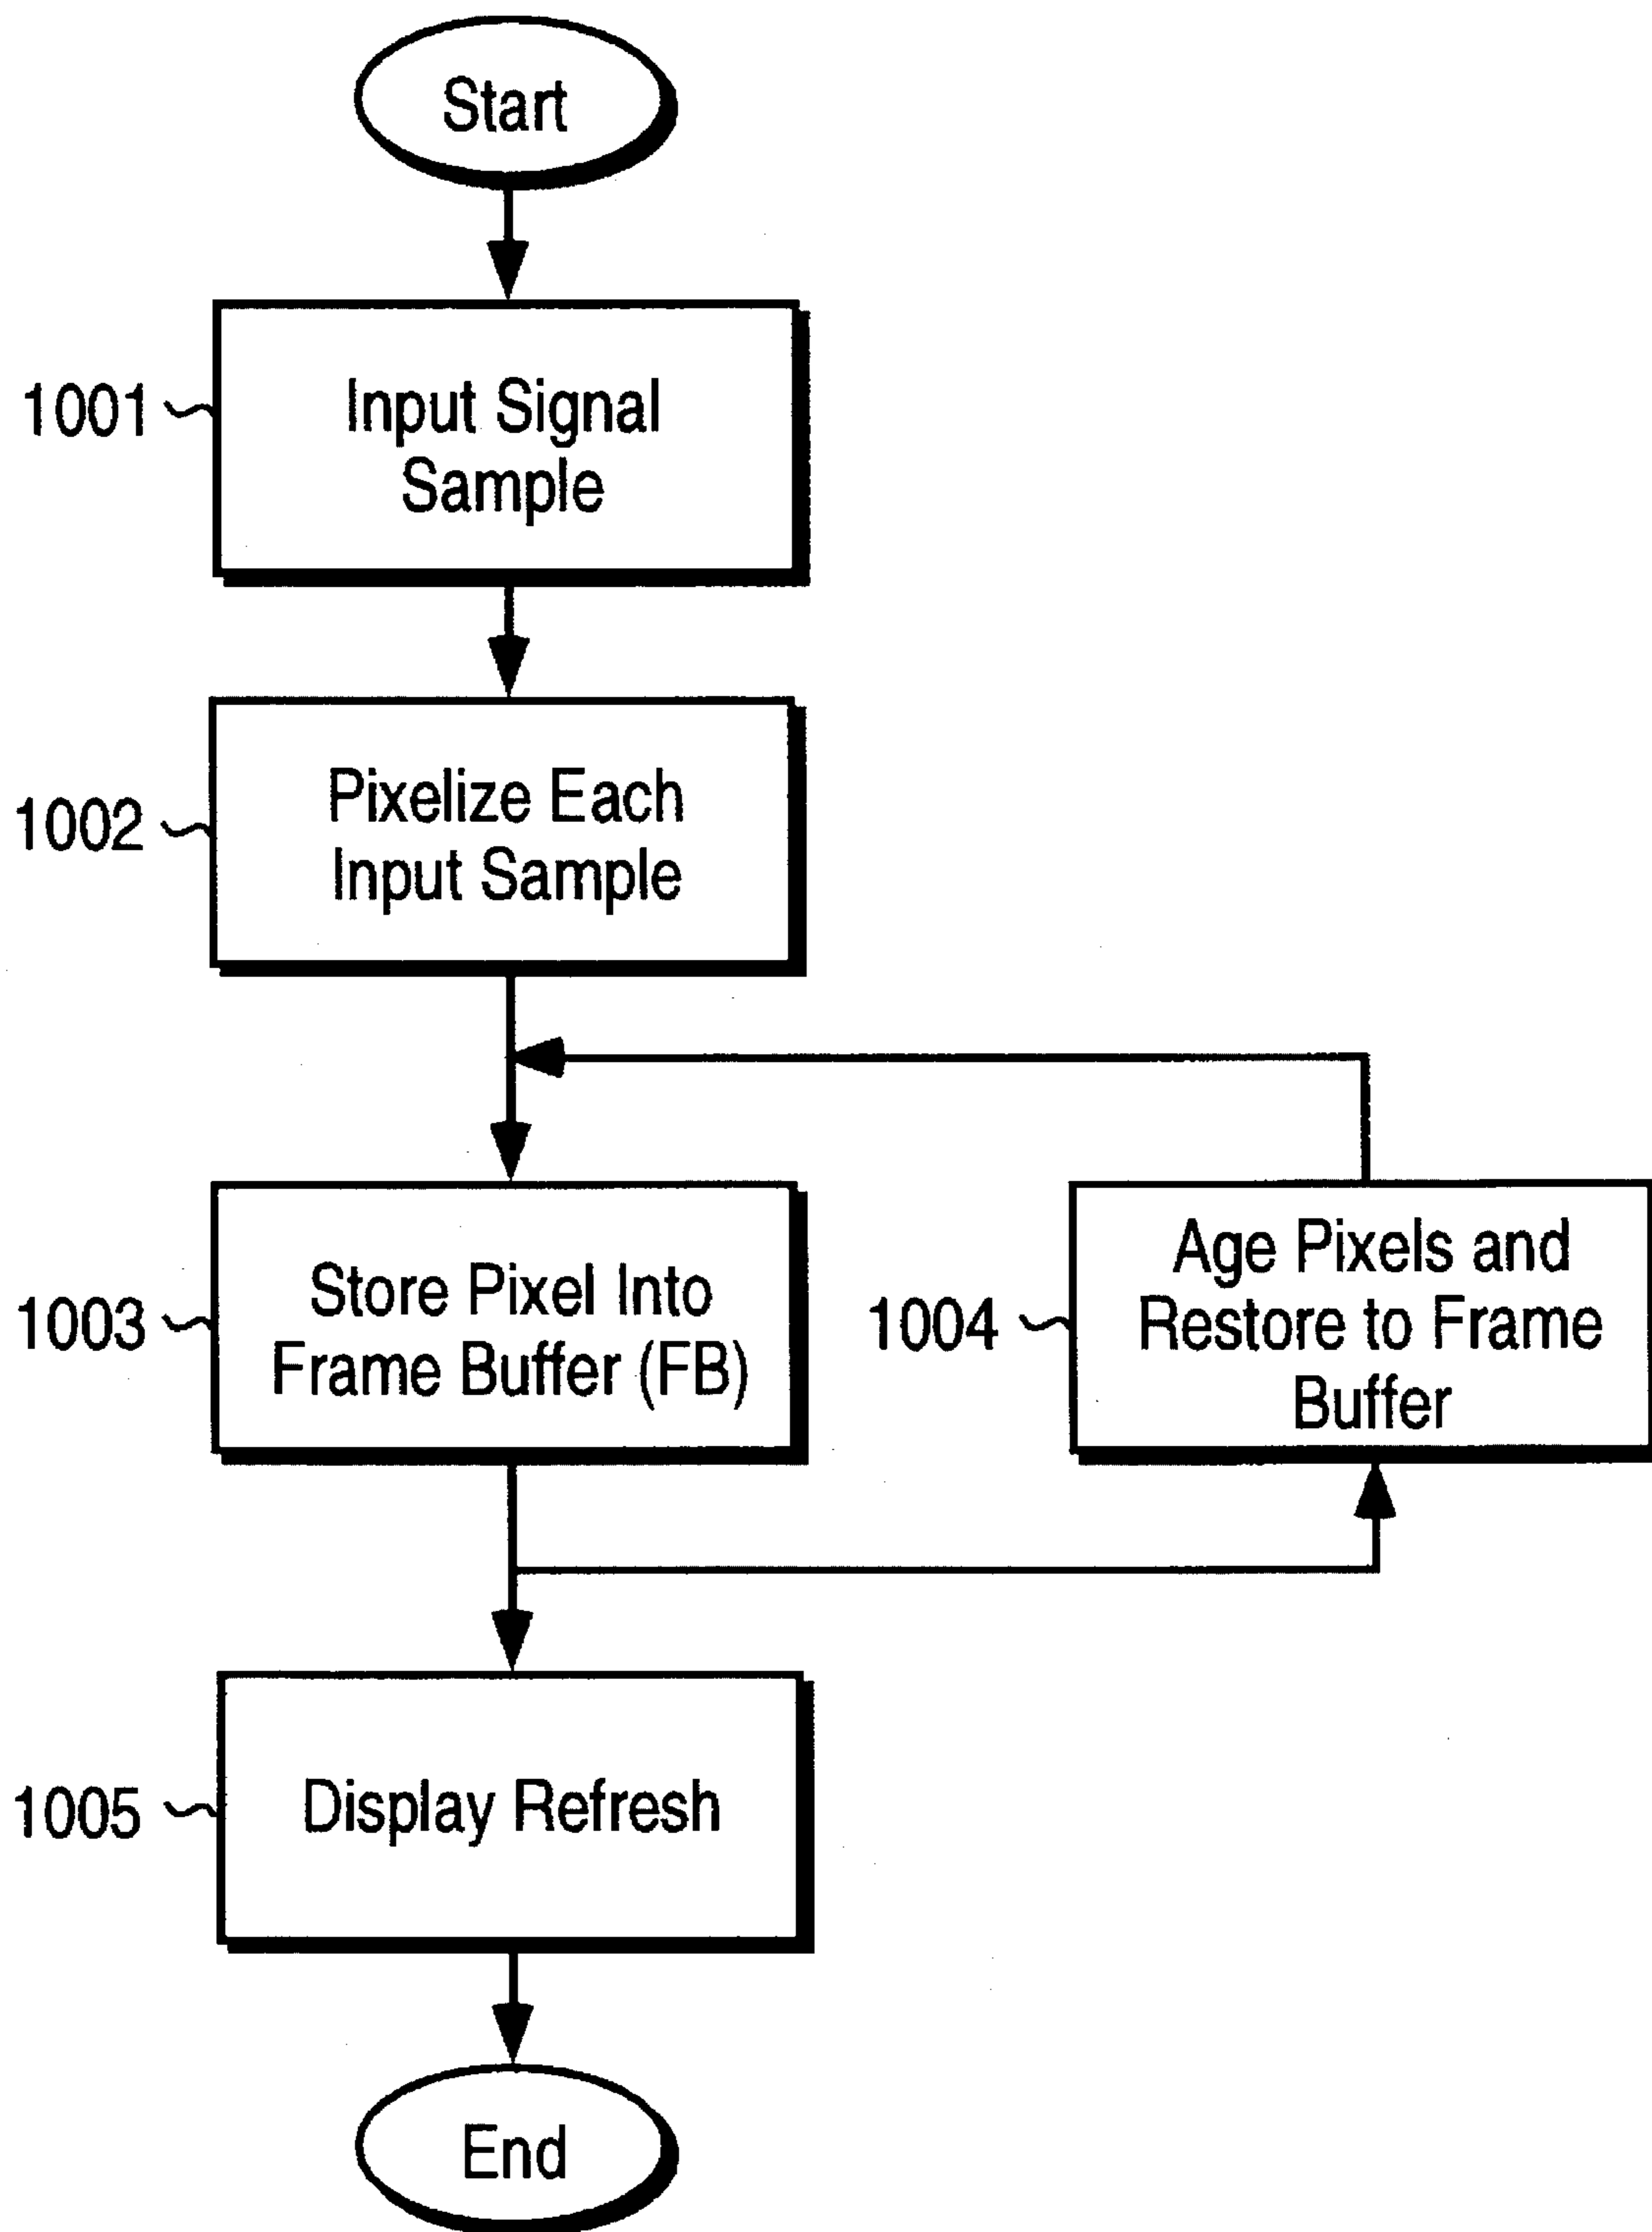 Start
1001
Input Signal
Sample
1002
Pixelize Each
Input Sample
1003
Store Pixel Into
Frame Buffer (FB)
1004
Age Pixels and
Restore to Frame
Buffer
1005
Display Refresh
End